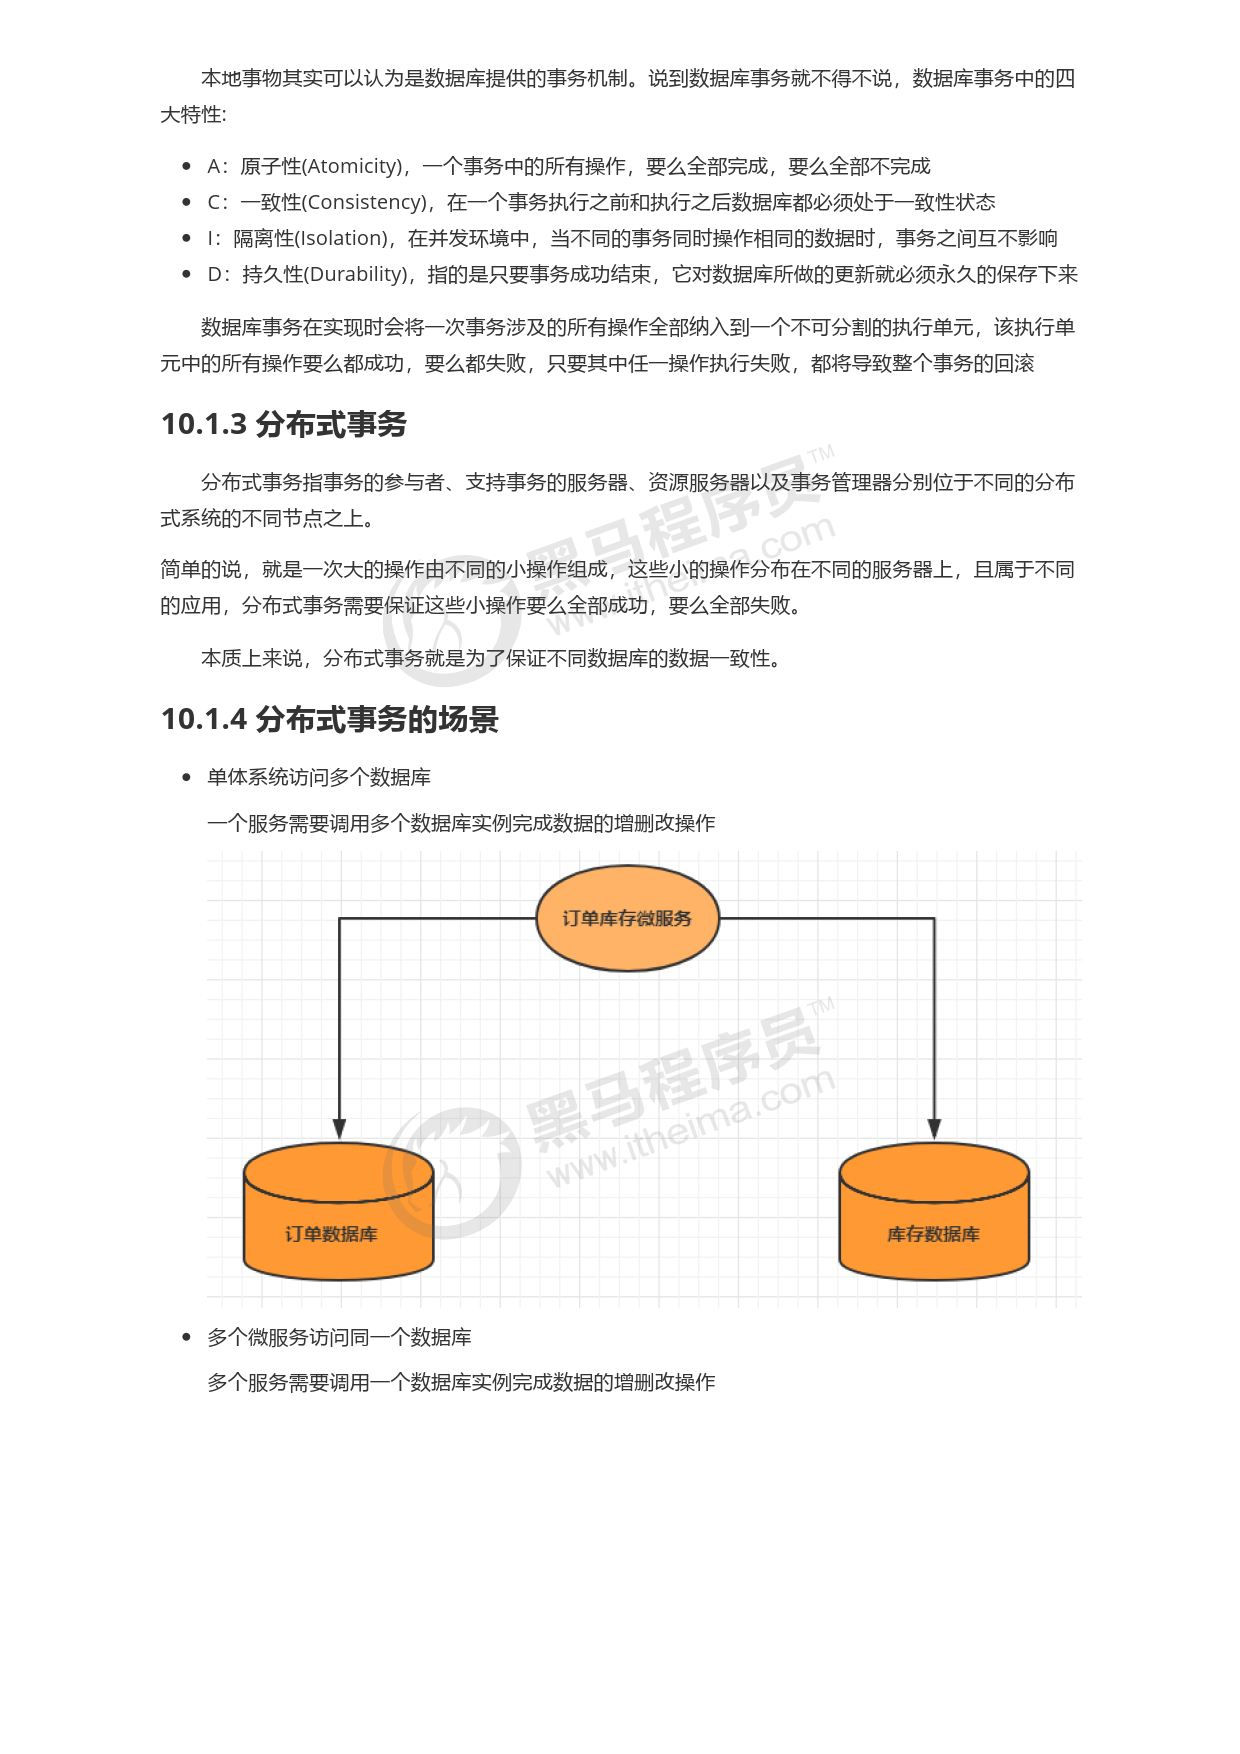 本地事物其实可以认为是数据库提供的事务机制。说到数据库事务就不得不说，数据库事务中的四
大特性:
A：原子性(Atomicity)，一个事务中的所有操作，要么全部完成，要么全部不完成
C：一致性(Consistency)，在一个事务执行之前和执行之后数据库都必须处于一致性状态
I：隔离性(Isolation)，在并发环境中，当不同的事务同时操作相同的数据时，事务之间互不影响
D：持久性(Durability)，指的是只要事务成功结束，它对数据库所做的更新就必须永久的保存下来
数据库事务在实现时会将一次事务涉及的所有操作全部纳入到一个不可分割的执行单元，该执行单
元中的所有操作要么都成功，要么都失败，只要其中任一操作执行失败，都将导致整个事务的回滚
10.1.3 分布式事务
分布式事务指事务的参与者、支持事务的服务器、资源服务器以及事务管理器分别位于不同的分布
式系统的不同节点之上。
简单的说，就是一次大的操作由不同的小操作组成，这些小的操作分布在不同的服务器上，且属于不同
的应用，分布式事务需要保证这些小操作要么全部成功，要么全部失败。
本质上来说，分布式事务就是为了保证不同数据库的数据一致性。
黑马程序员™
www.itheima.com
10.1.4 分布式事务的场景
单体系统访问多个数据库
一个服务需要调用多个数据库实例完成数据的增删改操作
订单库存微服务
黑马程序员™
www.itheima.com
订单数据库
库存数据库
多个微服务访问同一个数据库
多个服务需要调用一个数据库实例完成数据的增删改操作